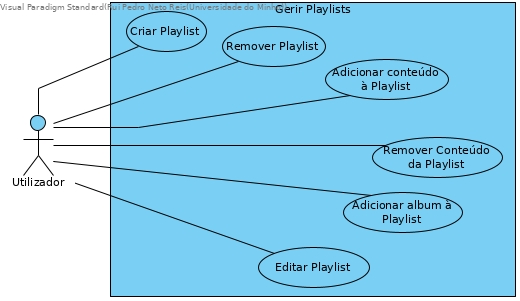 Visual Paradigm Standard(Rui Pedro Neto Reis(Universidade do Minho))
Gerir Playlists
Criar Playlist
Remover Playlist
Adicionar conteúdo
à Playlist
Remover Conteúdo
da Playlist
Utilizador
Adicionar album à
Playlist
Editar Playlist